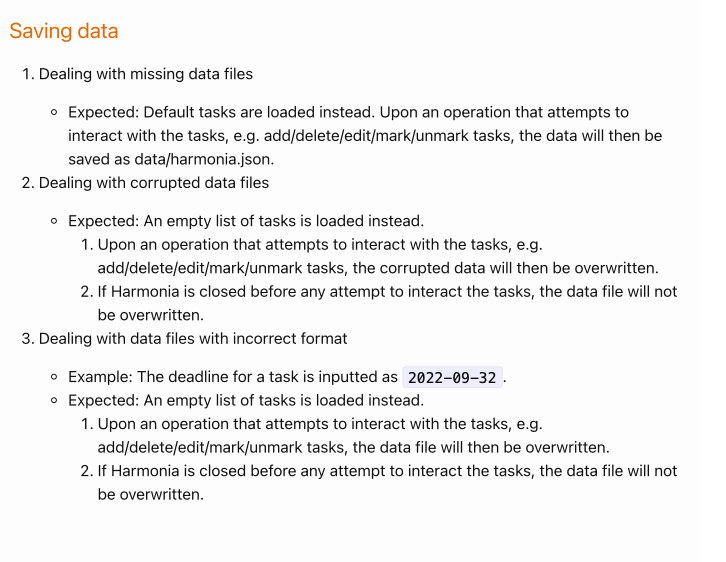 Saving data
1. Dealing with missing data files
◦ Expected: Default tasks are loaded instead. Upon an operation that attempts to
interact with the tasks, e.g. add/delete/edit/mark/unmark tasks, the data will then be
saved as data/harmonia.json.
2. Dealing with corrupted data files
◦ Expected: An empty list of tasks is loaded instead.
1. Upon an operation that attempts to interact with the tasks, e.g.
add/delete/edit/mark/unmark tasks, the corrupted data will then be overwritten.
2. If Harmonia is closed before any attempt to interact the tasks, the data file will not
be overwritten.
3. Dealing with data files with incorrect format
◦ Example: The deadline for a task is inputted as 2022-09-32 .
◦ Expected: An empty list of tasks is loaded instead.
1. Upon an operation that attempts to interact with the tasks, e.g.
add/delete/edit/mark/unmark tasks, the data file will then be overwritten.
2. If Harmonia is closed before any attempt to interact the tasks, the data file will not
be overwritten.